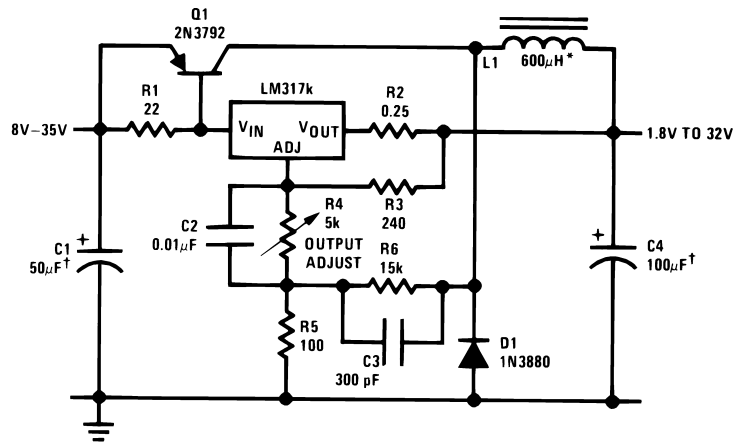 Q1
2N3792
L1
600μH*
R1
22
LM317k
R2
0.25
8V–35V
VIN
VOUT
ADJ
1.8V TO 32V
R4
5k
R3
240
C2
0.01μF
OUTPUT
ADJUST
R6
15k
+
C1
50μF†
+
C4
100μF†
R5
100
C3
300 pF
D1
1N3880